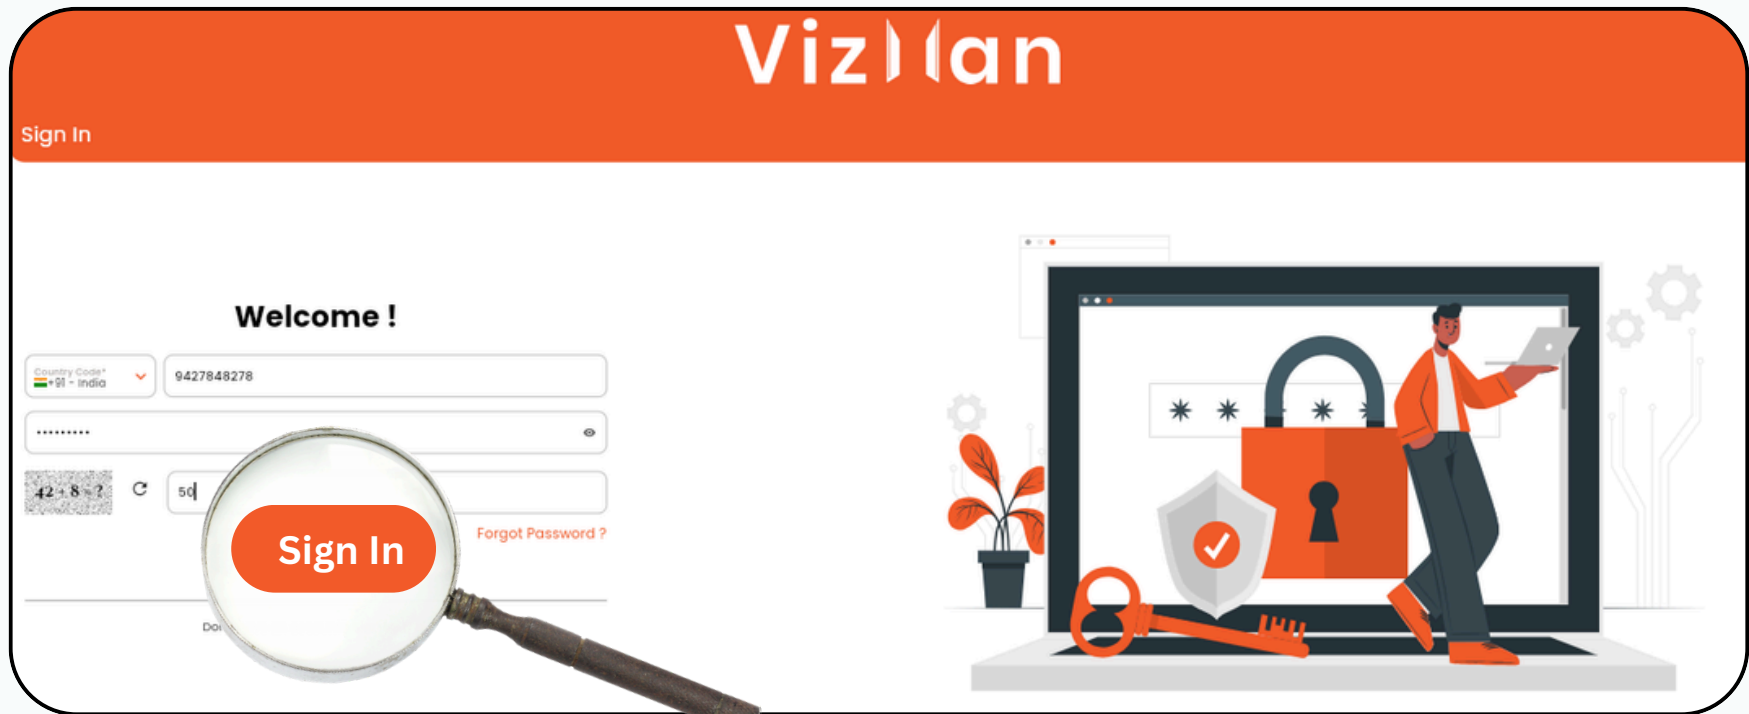 VizMan
Sign In
Welcome !
Country Code*
+91 - India
9427848278
•••••••••
42 + 8 = ?
50
Forgot Password ?
Sign In